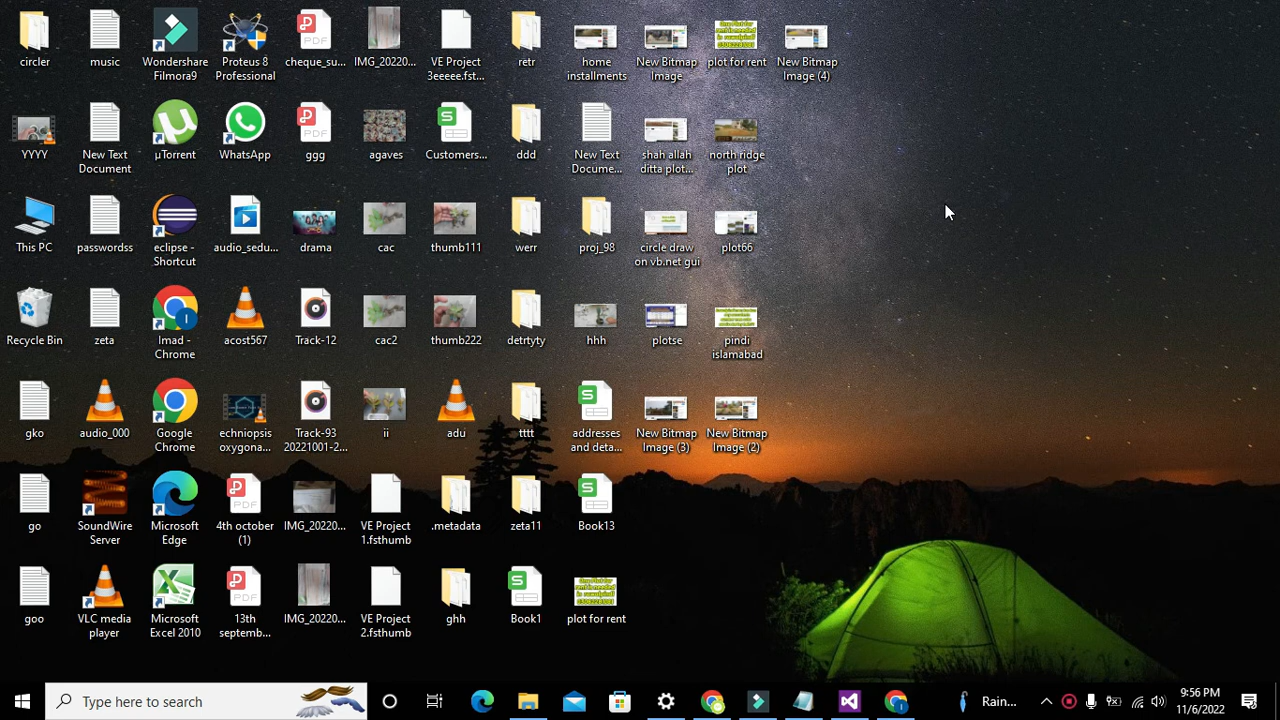 circle
music
Wondershare
Filmora9
Proteus 8
Professional
cheque_su...
IMG_20220...
VE Project
3eeeee.fst...
retr
home
installments
New Bitmap
Image
plot for rent
New Bitmap
Image (4)
YYYY
New Text
Document
µTorrent
WhatsApp
ggg
agaves
Customers...
ddd
New Text
Docume...
shah allah
ditta plot...
north ridge
plot
This PC
passwordss
eclipse -
Shortcut
audio_sedu...
drama
cac
thumb111
werr
proj_98
circle draw
on vb.net gui
plot66
Recycle Bin
zeta
Imad -
Chrome
acost567
Track-12
cac2
thumb222
detrtyty
hhh
plotse
pindi
islamabad
gko
audio_000
Google
Chrome
echniopsis
oxygona...
Track-93
20221001-2...
ii
adu
tttt
addresses
and deta...
New Bitmap
Image (3)
New Bitmap
Image (2)
go
SoundWire
Server
Microsoft
Edge
4th october
(1)
IMG_20220...
VE Project
1.fsthumb
.metadata
zeta11
Book13
goo
VLC media
player
Microsoft
Excel 2010
13th
septemb...
IMG_20220...
VE Project
2.fsthumb
ghh
Book1
plot for rent
Type here to search
Rain...
9:56 PM
11/6/2022